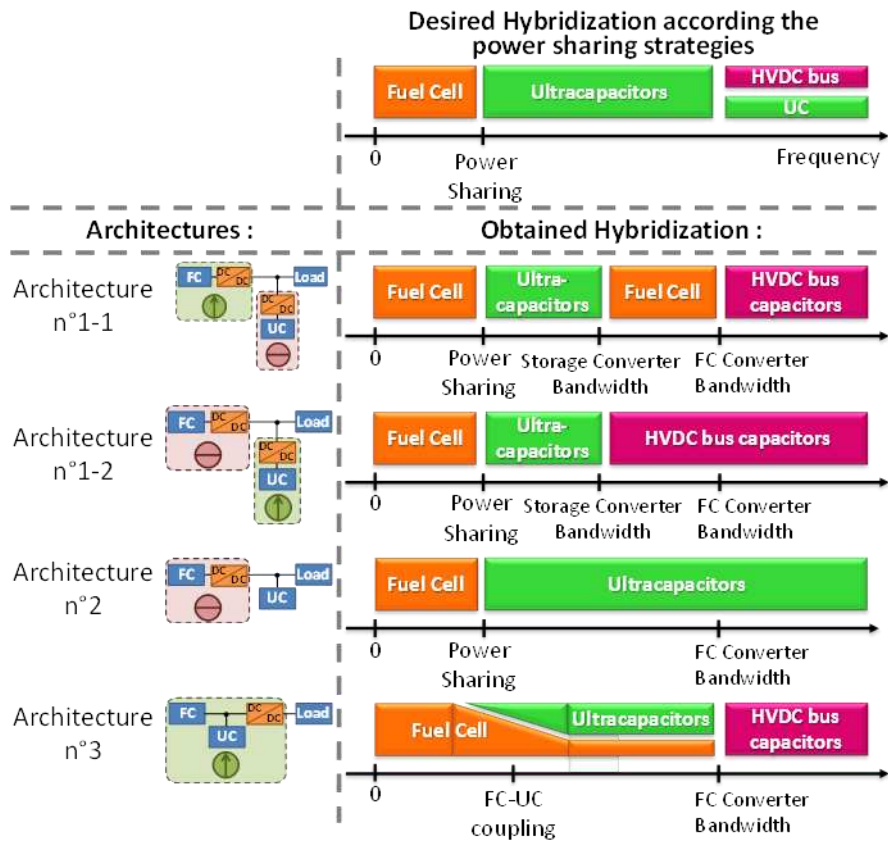 Desired Hybridization according the
power sharing strategies
Fuel Cell
Ultracapacitors
HVDC bus
UC
0
Power
Sharing
Frequency
Architectures :
Obtained Hybridization :
Architecture
n°1-1
FC
DC
DC
Load
DC
DC
UC
Fuel Cell
Ultra-
capacitors
Fuel Cell
HVDC bus
capacitors
0
Power
Sharing
Storage Converter
Bandwidth
FC Converter
Bandwidth
Architecture
n°1-2
FC
DC
DC
Load
DC
DC
UC
Fuel Cell
Ultra-
capacitors
HVDC bus capacitors
0
Power
Sharing
Storage Converter
Bandwidth
FC Converter
Bandwidth
Architecture
n°2
FC
DC
DC
Load
UC
Fuel Cell
Ultracapacitors
0
Power
Sharing
FC Converter
Bandwidth
Architecture
n°3
FC
DC
DC
Load
UC
Fuel Cell
Ultracapacitors
HVDC bus
capacitors
0
FC-UC
coupling
FC Converter
Bandwidth